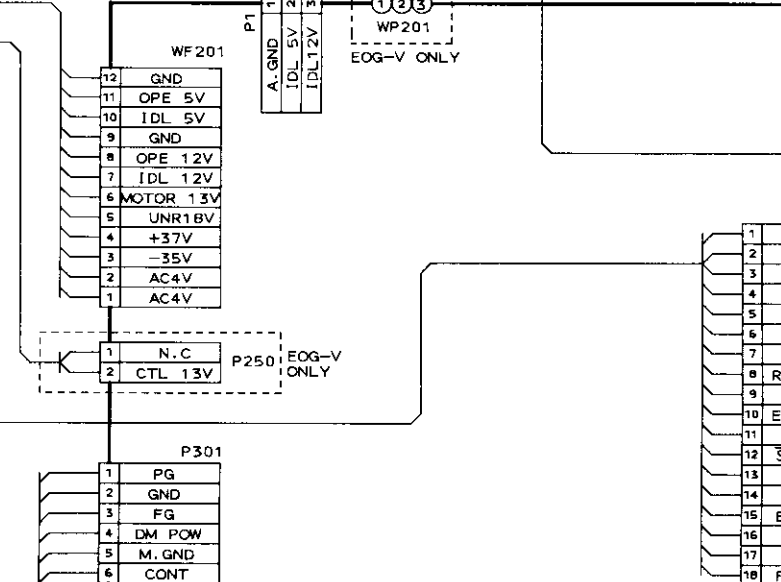 P1
1 A.GND
2 IDL 5V
3 IDL12V
1 2 3
WP201
EOG-V ONLY
WF201
12 GND
11 OPE 5V
10 IDL 5V
9 GND
8 OPE 12V
7 IDL 12V
6 MOTOR 13V
5 UNR18V
4 +37V
3 -35V
2 AC4V
1 AC4V
1 N.C
2 CTL 13V
P250
EOG-V
ONLY
P301
1 PG
2 GND
3 FG
4 DM POW
5 M.GND
6 CONT
1
2
3
4
5
6
7
8 R
9
10 E
11
12 S
13
14
15
16
17
18